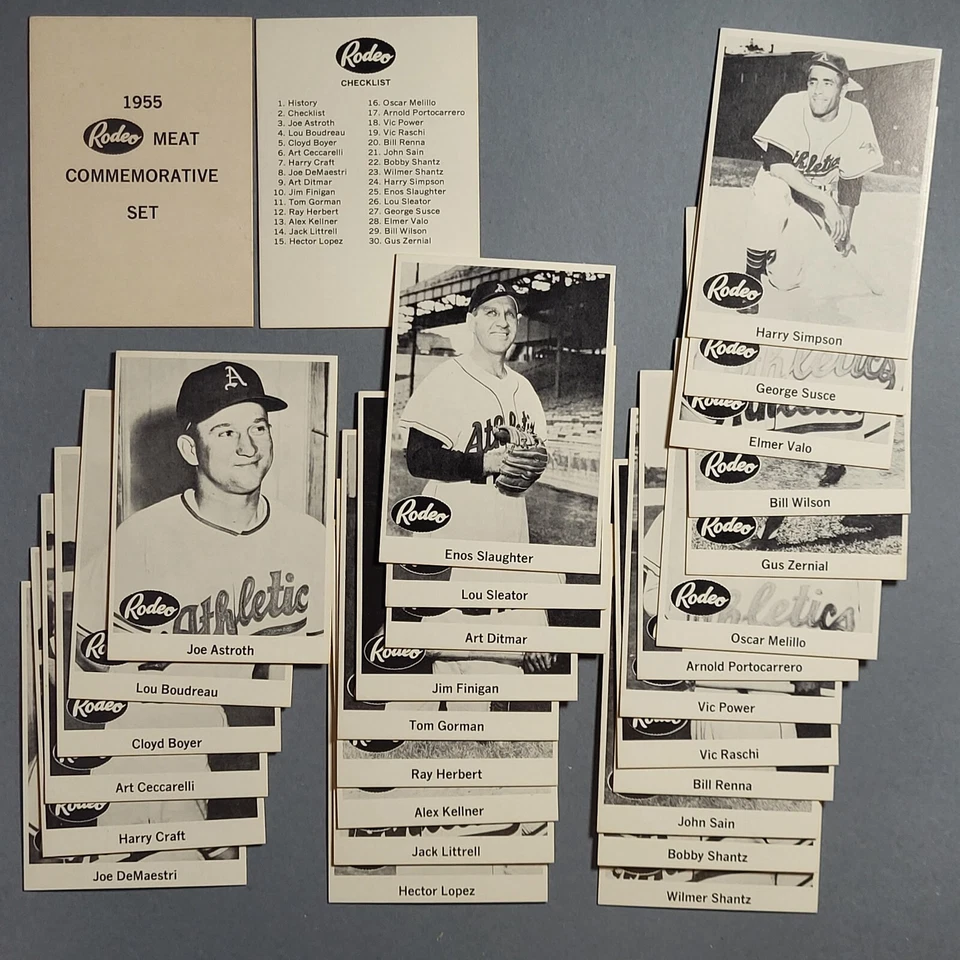 1955
Rodeo MEAT
COMMEMORATIVE
SET
Rodeo
CHECKLIST
1. History
2. Checklist
3. Joe Astroth
4. Lou Boudreau
5. Cloyd Boyer
6. Art Ceccarelli
7. Harry Craft
8. Joe DeMaestri
9. Art Ditmar
10. Jim Finigan
11. Tom Gorman
12. Ray Herbert
13. Alex Kellner
14. Jack Littrell
15. Hector Lopez
16. Oscar Melillo
17. Arnold Portocarrero
18. Vic Power
19. Vic Raschi
20. Bill Renna
21. John Sain
22. Bobby Shantz
23. Wilmer Shantz
24. Harry Simpson
25. Enos Slaughter
26. Lou Sleator
27. George Susce
28. Elmer Valo
29. Bill Wilson
30. Gus Zernial
A
Athletic
Rodeo
Joe Astroth
Lou Boudreau
Rodeo
Cloyd Boyer
Art Ceccarelli
Rodeo
Harry Craft
Joe DeMaestri
A
Athletic
Rodeo
Enos Slaughter
Lou Sleator
Art Ditmar
Rodeo
Jim Finigan
Tom Gorman
Rodeo
Ray Herbert
Alex Kellner
Jack Littrell
Hector Lopez
thletic
Rodeo
Harry Simpson
Rodeo
thletics
George Susce
Rodeo
Elmer Valo
Rodeo
Bill Wilson
Rodeo
Gus Zernial
Rodeo
thletics
Oscar Melillo
Arnold Portocarrero
Vic Power
Rodeo
Vic Raschi
Bill Renna
John Sain
Bobby Shantz
Wilmer Shantz